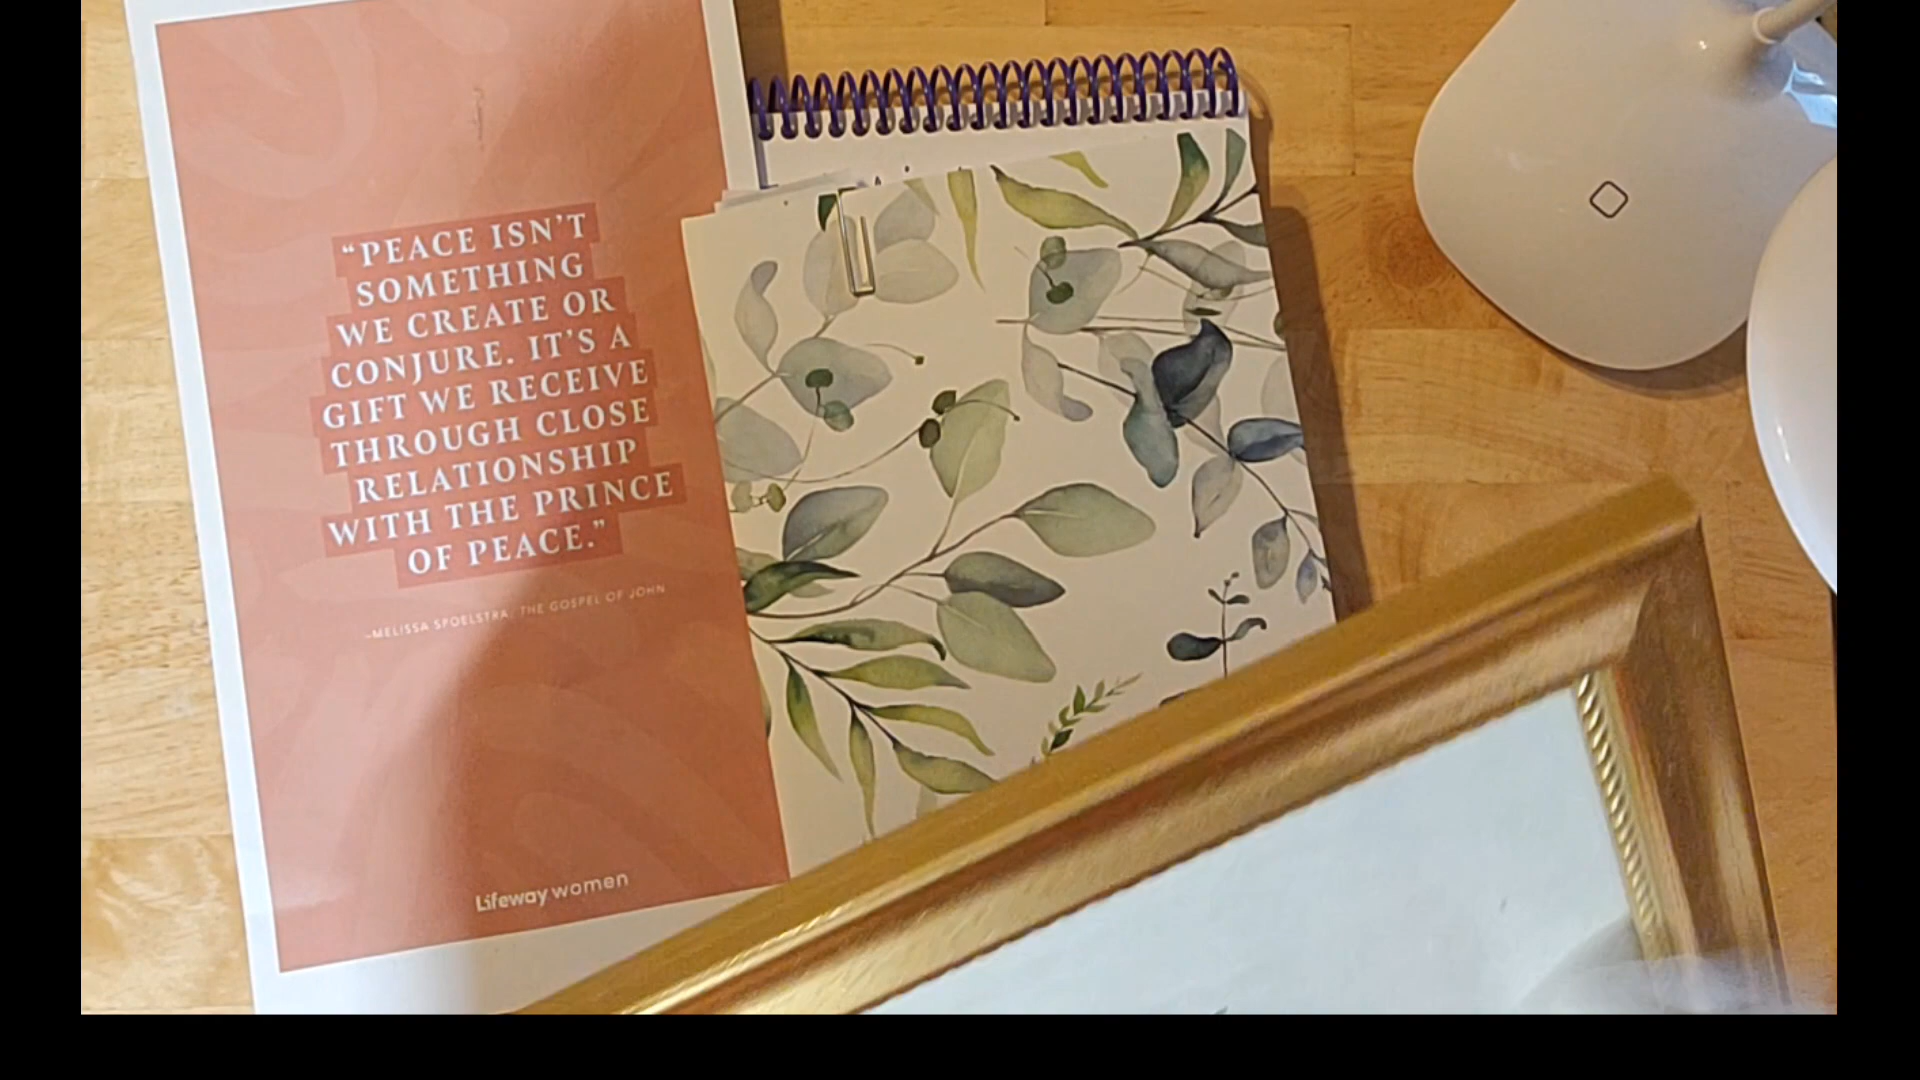 “PEACE ISN’T
SOMETHING
WE CREATE OR
CONJURE. IT’S A
GIFT WE RECEIVE
THROUGH CLOSE
RELATIONSHIP
WITH THE PRINCE
OF PEACE.”
–MELISSA SPOELSTRA, THE GOSPEL OF JOHN
Lifeway women